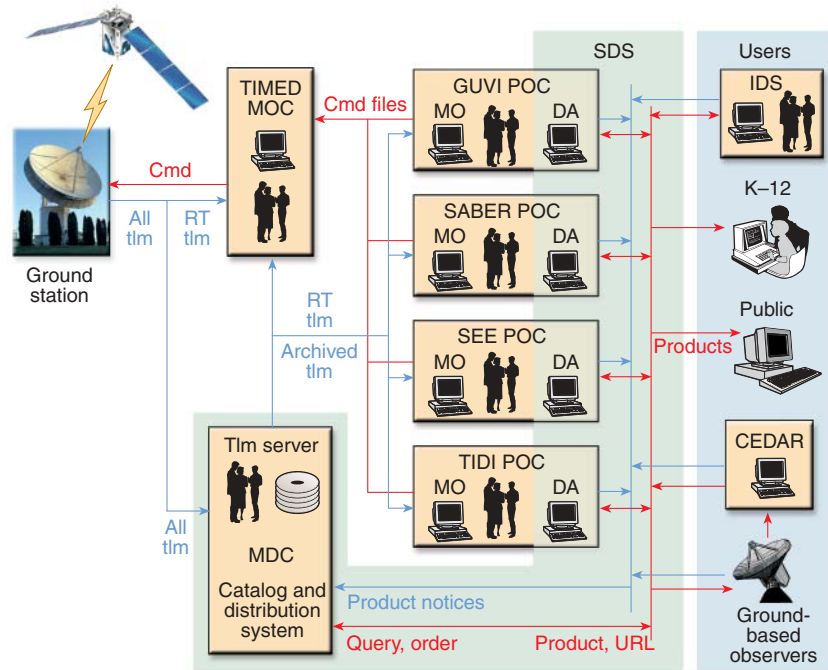 SDS
Users
TIMED
MOC
Cmd files
GUVI POC
MO
DA
IDS
Cmd
All
tlm
RT
tlm
Ground
station
SABER POC
MO
DA
K–12
RT
tlm
Archived
tlm
SEE POC
MO
DA
Public
Products
Tlm server
TIDI POC
MO
DA
CEDAR
All
tlm
MDC
Catalog and
distribution
system
Product notices
Query, order
Product, URL
Ground-
based
observers